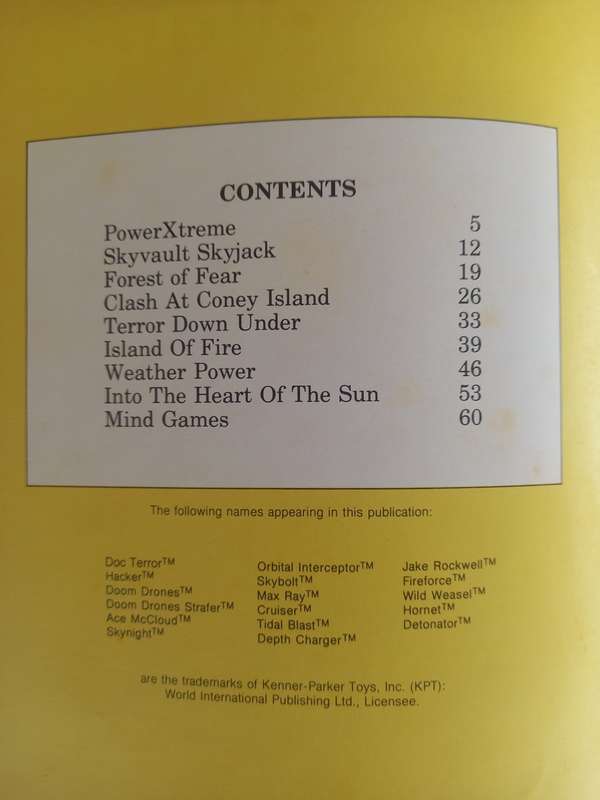 CONTENTS
PowerXtreme 5
Skyvault Skyjack 12
Forest of Fear 19
Clash At Coney Island 26
Terror Down Under 33
Island Of Fire 39
Weather Power 46
Into The Heart Of The Sun 53
Mind Games 60
The following names appearing in this publication:
Doc Terror™
Hacker™
Doom Drones™
Doom Drones Strafer™
Ace McCloud™
Skynight™
Orbital Interceptor™
Skybolt™
Max Ray™
Cruiser™
Tidal Blast™
Depth Charger™
Jake Rockwell™
Fireforce™
Wild Weasel™
Hornet™
Detonator™
are the trademarks of Kenner-Parker Toys, Inc. (KPT):
World International Publishing Ltd., Licensee.